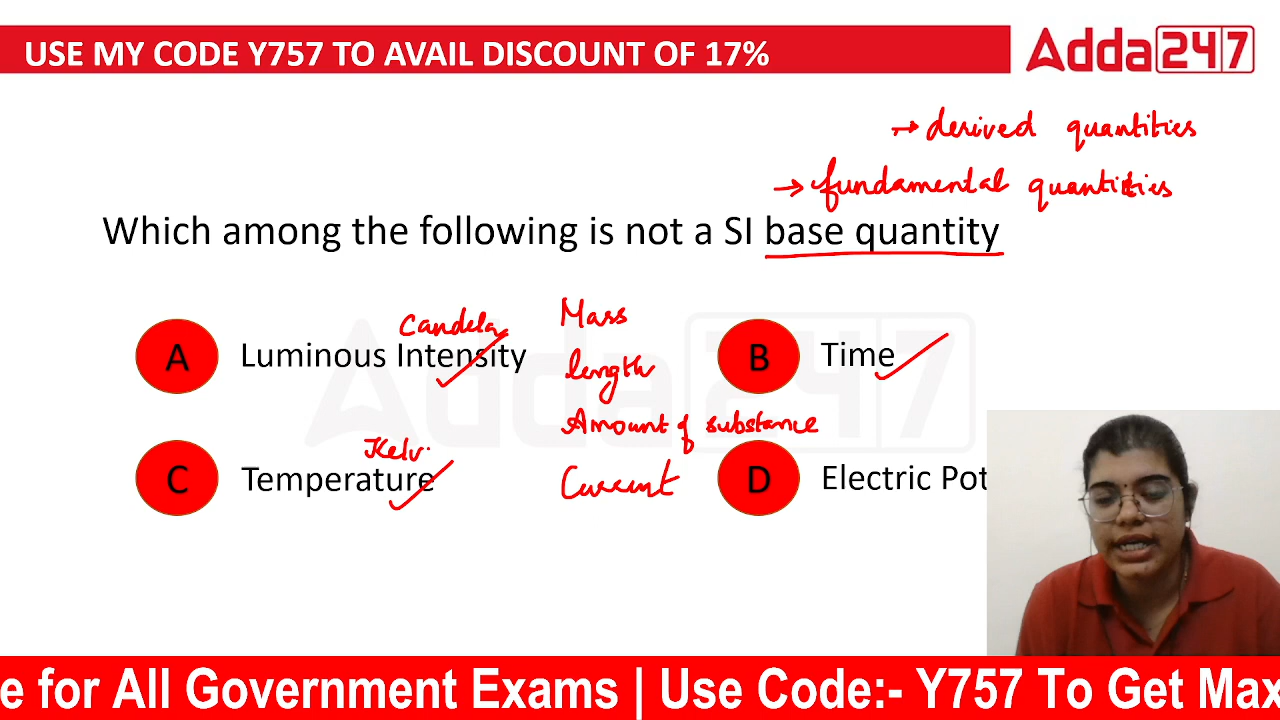 USE MY CODE Y757 TO AVAIL DISCOUNT OF 17%
Adda247
→ derived quantities
→ fundamental quantities
Which among the following is not a SI base quantity
Candela
Mass
A Luminous Intensity
B Time
length
Amount of substance
Kelv.
C Temperature
Current
D Electric Pot
e for All Government Exams | Use Code:- Y757 To Get Max
Adda247